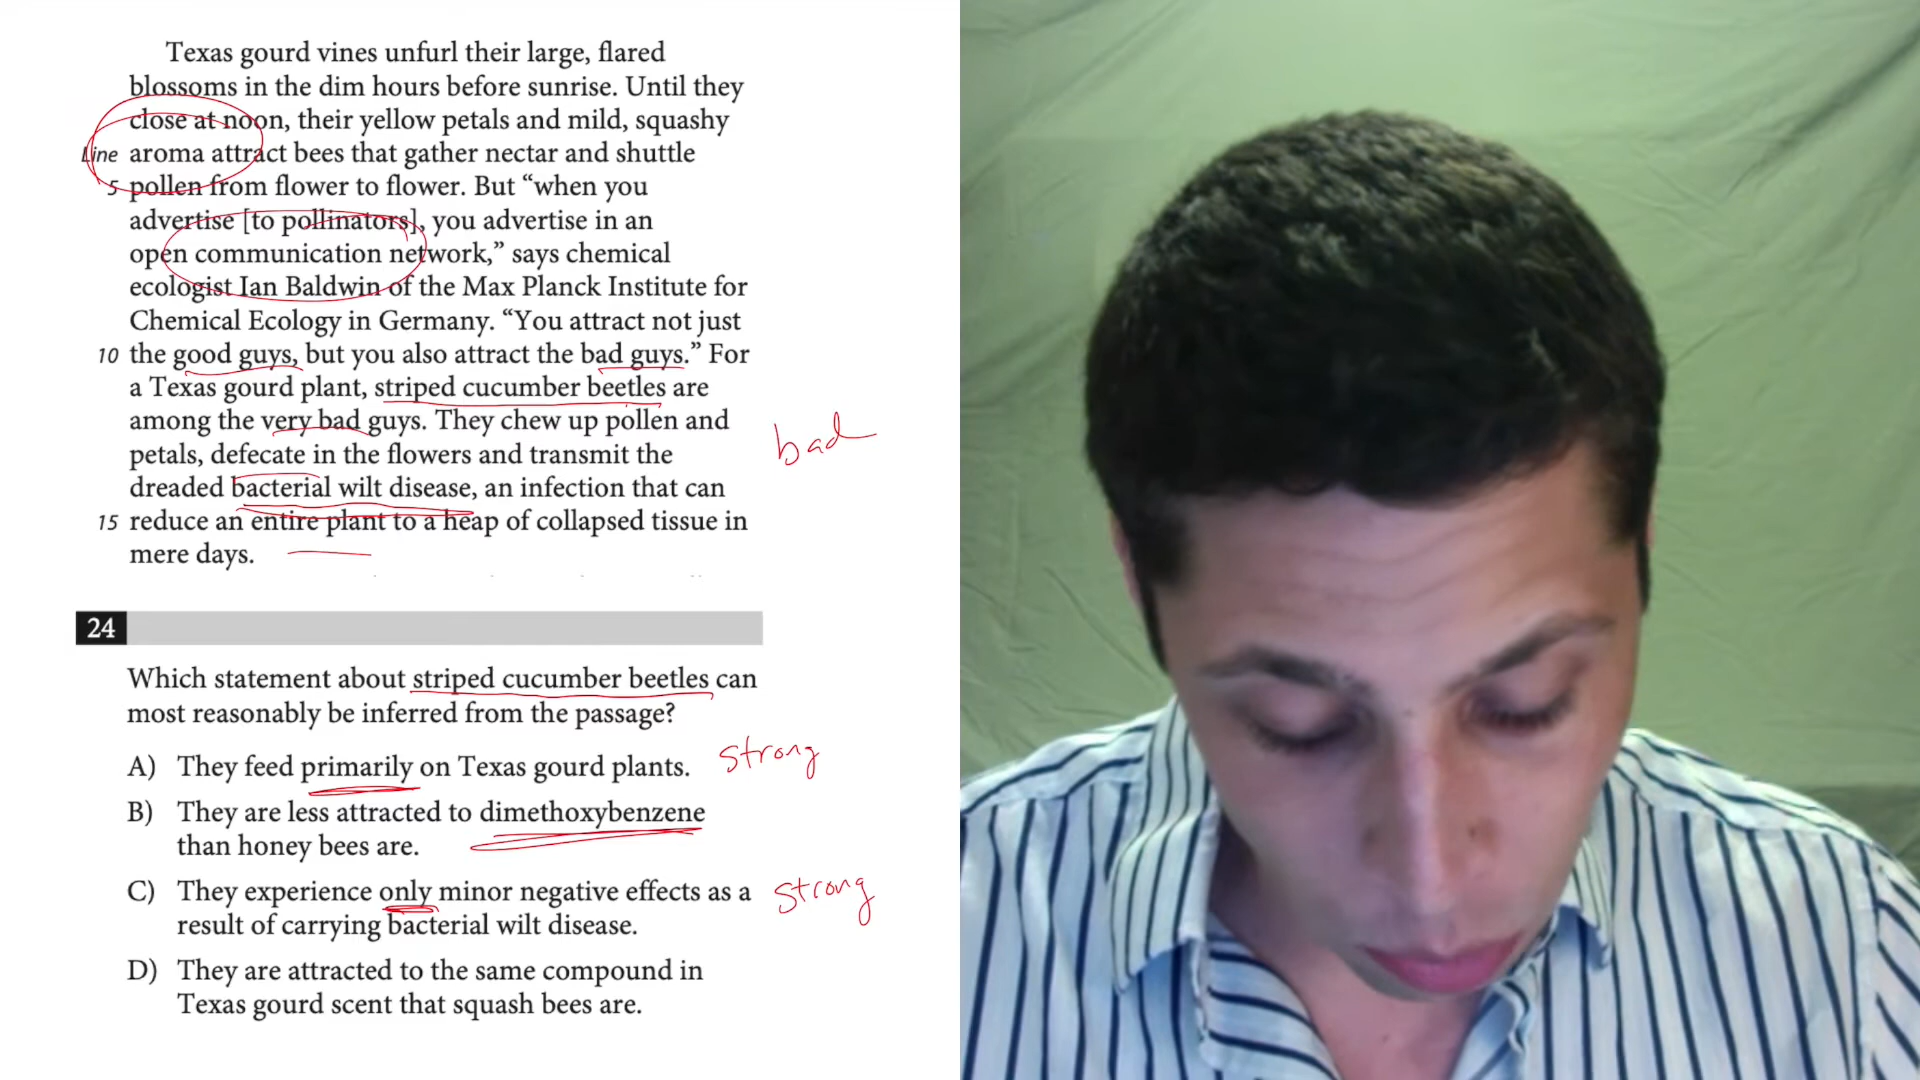 Texas gourd vines unfurl their large, flared
blossoms in the dim hours before sunrise. Until they
close at noon, their yellow petals and mild, squashy
Line aroma attract bees that gather nectar and shuttle
5 pollen from flower to flower. But “when you
advertise [to pollinators], you advertise in an
open communication network,” says chemical
ecologist Ian Baldwin of the Max Planck Institute for
Chemical Ecology in Germany. “You attract not just
10 the good guys, but you also attract the bad guys.” For
a Texas gourd plant, striped cucumber beetles are
among the very bad guys. They chew up pollen and
petals, defecate in the flowers and transmit the
dreaded bacterial wilt disease, an infection that can
15 reduce an entire plant to a heap of collapsed tissue in
mere days.
bad
24
Which statement about striped cucumber beetles can
most reasonably be inferred from the passage?
A) They feed primarily on Texas gourd plants. strong
B) They are less attracted to dimethoxybenzene
than honey bees are.
C) They experience only minor negative effects as a strong
result of carrying bacterial wilt disease.
D) They are attracted to the same compound in
Texas gourd scent that squash bees are.